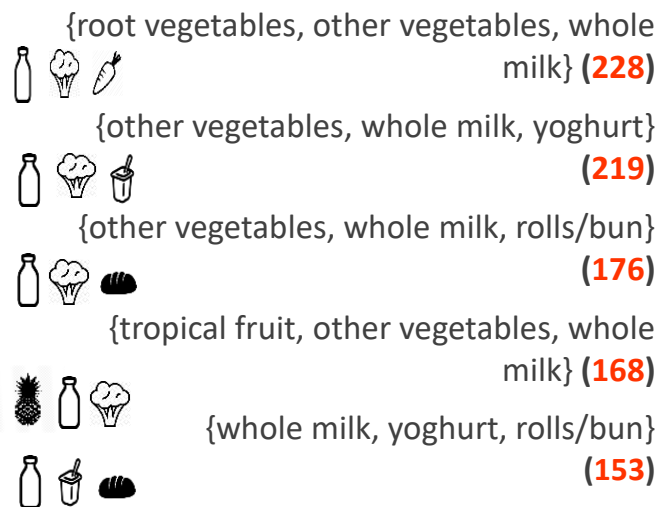 {root vegetables, other vegetables, whole
milk} (228)
{other vegetables, whole milk, yoghurt}
(219)
{other vegetables, whole milk, rolls/bun}
(176)
{tropical fruit, other vegetables, whole
milk} (168)
{whole milk, yoghurt, rolls/bun}
(153)